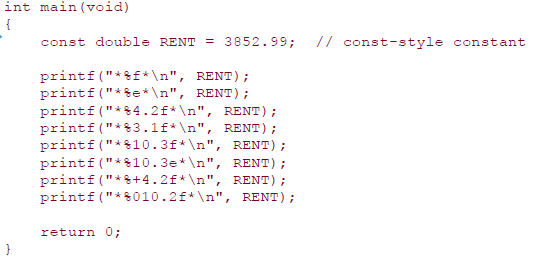 int main(void)
{
    const double RENT = 3852.99;  // const-style constant

    printf("*%f*\n", RENT);
    printf("*%e*\n", RENT);
    printf("*%4.2f*\n", RENT);
    printf("*%3.1f*\n", RENT);
    printf("*%10.3f*\n", RENT);
    printf("*%10.3e*\n", RENT);
    printf("*%+4.2f*\n", RENT);
    printf("*%010.2f*\n", RENT);

    return 0;
}